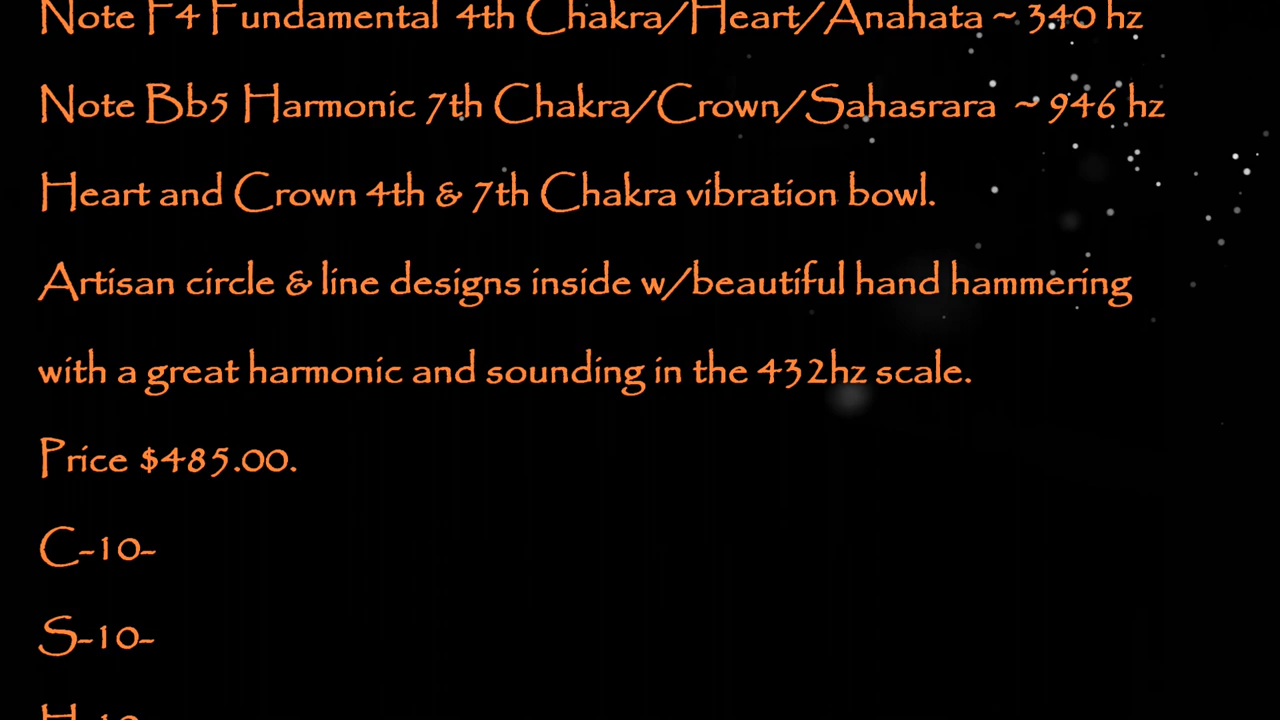 Note F4 Fundamental 4th Chakra/Heart/Anahata ~ 340 hz
Note Bb5 Harmonic 7th Chakra/Crown/Sahasrara ~ 946 hz
Heart and Crown 4th & 7th Chakra vibration bowl.
Artisan circle & line designs inside w/beautiful hand hammering
with a great harmonic and sounding in the 432hz scale.
Price $485.00.
C-10-
S-10-
H-10-